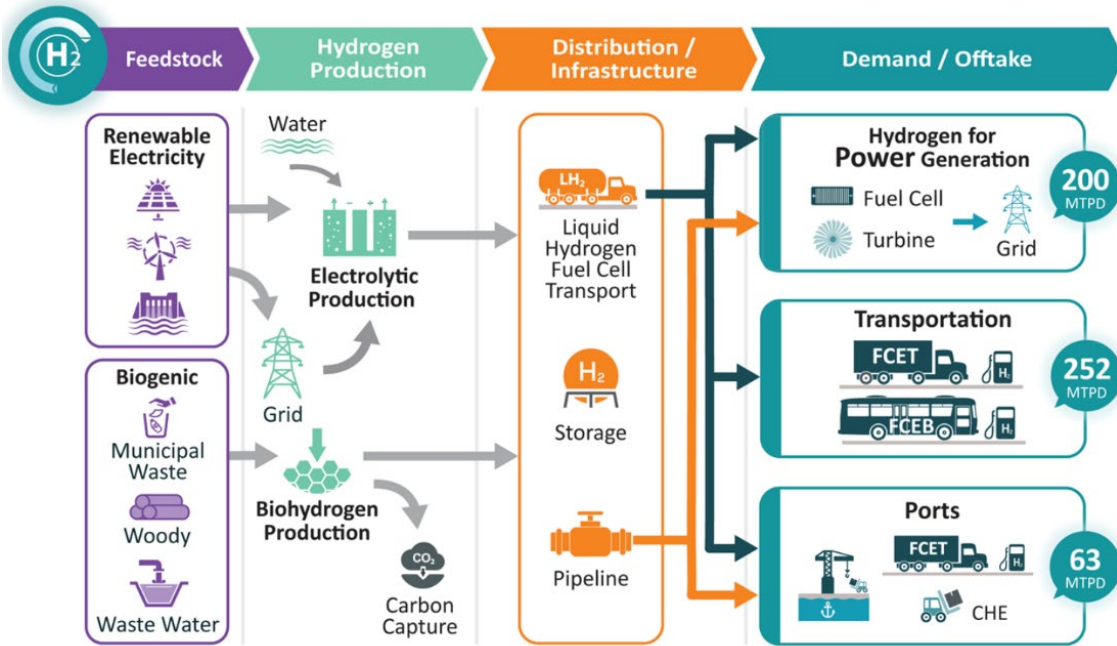 H2
Feedstock
Hydrogen
Production
Distribution /
Infrastructure
Demand / Offtake
Renewable
Electricity
Biogenic
Municipal
Waste
Woody
Waste Water
Water
Electrolytic
Production
Grid
Biohydrogen
Production
CO2
Carbon
Capture
LH2
Liquid
Hydrogen
Fuel Cell
Transport
H2
Storage
Pipeline
Hydrogen for
Power Generation
Fuel Cell
Turbine
Grid
200
MTPD
Transportation
FCET
H2
FCEB
H2
252
MTPD
Ports
FCET
H2
CHE
63
MTPD